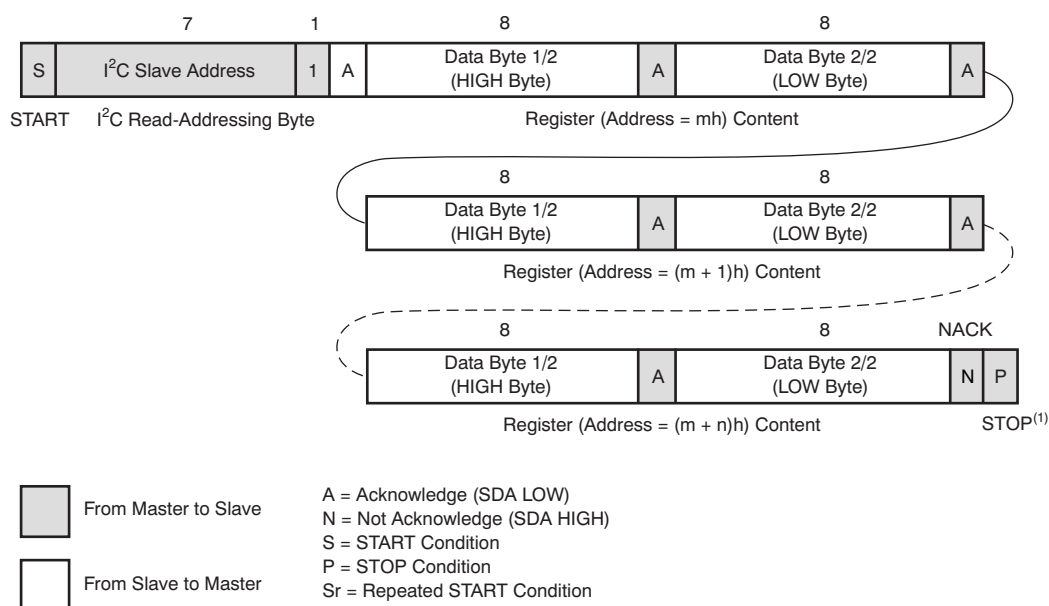 7 1 8 8
S I²C Slave Address 1 A Data Byte 1/2 (HIGH Byte) A Data Byte 2/2 (LOW Byte) A
START I²C Read-Addressing Byte Register (Address = mh) Content
8 8
Data Byte 1/2 (HIGH Byte) A Data Byte 2/2 (LOW Byte) A
Register (Address = (m + 1)h) Content
8 8 NACK
Data Byte 1/2 (HIGH Byte) A Data Byte 2/2 (LOW Byte) N P
Register (Address = (m + n)h) Content STOP⁽¹⁾
From Master to Slave
From Slave to Master
A = Acknowledge (SDA LOW)
N = Not Acknowledge (SDA HIGH)
S = START Condition
P = STOP Condition
Sr = Repeated START Condition